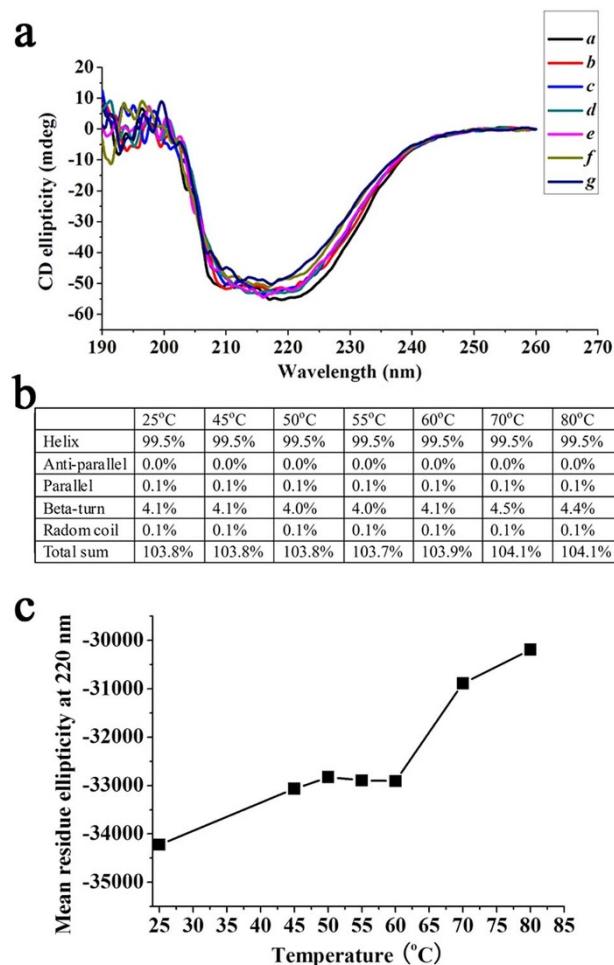 a
a
b
c
d
e
f
g
10
0
-10
-20
-30
-40
-50
-60
CD ellipticity (mdeg)
190 200 210 220 230 240 250 260 270
Wavelength (nm)
b
25°C 45°C 50°C 55°C 60°C 70°C 80°C
Helix 99.5% 99.5% 99.5% 99.5% 99.5% 99.5% 99.5%
Anti-parallel 0.0% 0.0% 0.0% 0.0% 0.0% 0.0% 0.0%
Parallel 0.1% 0.1% 0.1% 0.1% 0.1% 0.1% 0.1%
Beta-turn 4.1% 4.1% 4.0% 4.0% 4.1% 4.5% 4.4%
Radom coil 0.1% 0.1% 0.1% 0.1% 0.1% 0.1% 0.1%
Total sum 103.8% 103.8% 103.8% 103.7% 103.9% 104.1% 104.1%
c
-30000
-31000
-32000
-33000
-34000
-35000
Mean residue ellipticity at 220 nm
25 30 35 40 45 50 55 60 65 70 75 80 85
Temperature (°C)